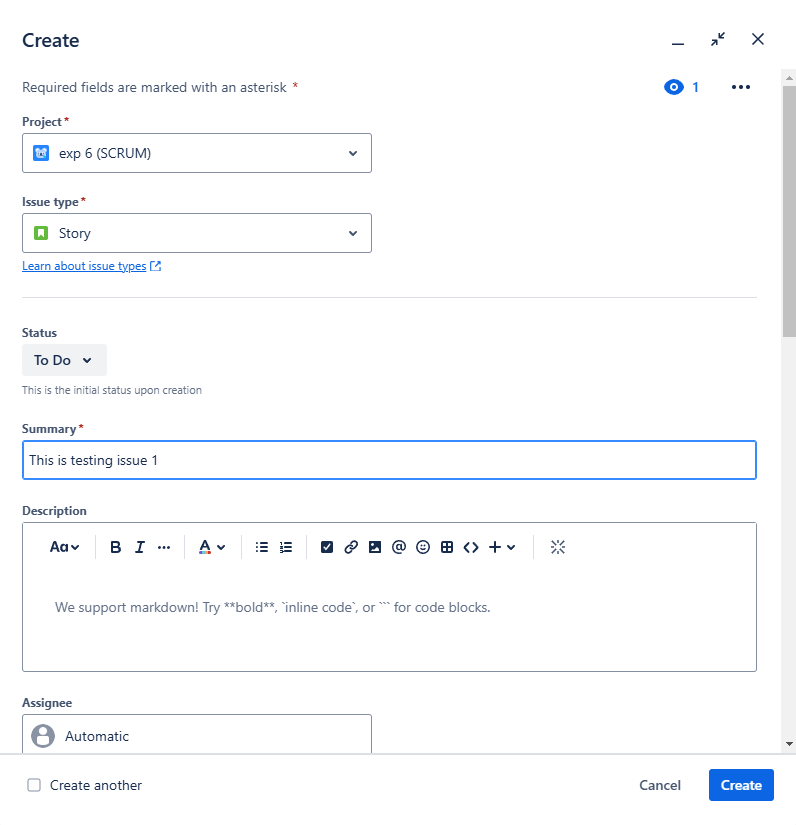 Create
Required fields are marked with an asterisk *
1
Project*
exp 6 (SCRUM)
Issue type*
Story
Learn about issue types
Status
To Do
This is the initial status upon creation
Summary*
This is testing issue 1
Description
Aa B I ... A @
We support markdown! Try **bold**, `inline code`, or ``` for code blocks.
Assignee
Automatic
Create another
Cancel
Create